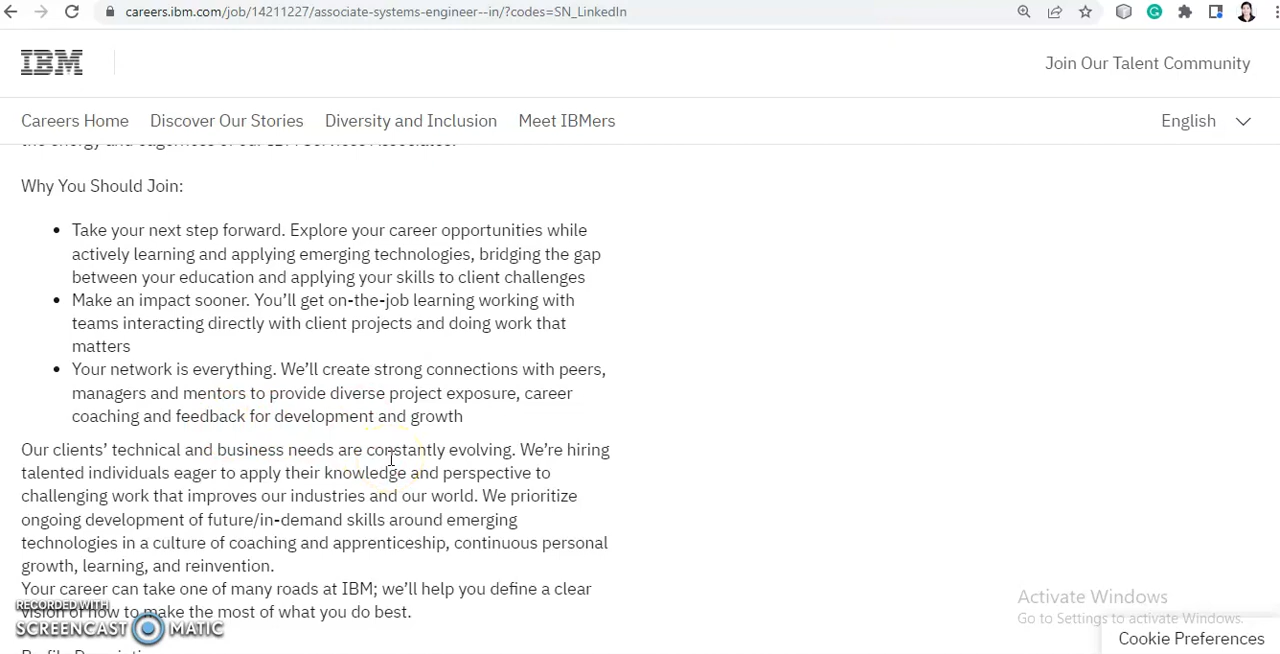 careers.ibm.com/job/14211227/associate-systems-engineer--in/?codes=SN_LinkedIn
IBM
Join Our Talent Community
Careers Home Discover Our Stories Diversity and Inclusion Meet IBMers English
the energy and eagerness of our IBM Services Associates.
Why You Should Join:
• Take your next step forward. Explore your career opportunities while
actively learning and applying emerging technologies, bridging the gap
between your education and applying your skills to client challenges
• Make an impact sooner. You’ll get on-the-job learning working with
teams interacting directly with client projects and doing work that
matters
• Your network is everything. We’ll create strong connections with peers,
managers and mentors to provide diverse project exposure, career
coaching and feedback for development and growth
Our clients’ technical and business needs are constantly evolving. We’re hiring
talented individuals eager to apply their knowledge and perspective to
challenging work that improves our industries and our world. We prioritize
ongoing development of future/in-demand skills around emerging
technologies in a culture of coaching and apprenticeship, continuous personal
growth, learning, and reinvention.
Your career can take one of many roads at IBM; we’ll help you define a clear
vision of how to make the most of what you do best.
RECORDED WITH
SCREENCAST MATIC
Activate Windows
Go to Settings to activate Windows.
Cookie Preferences